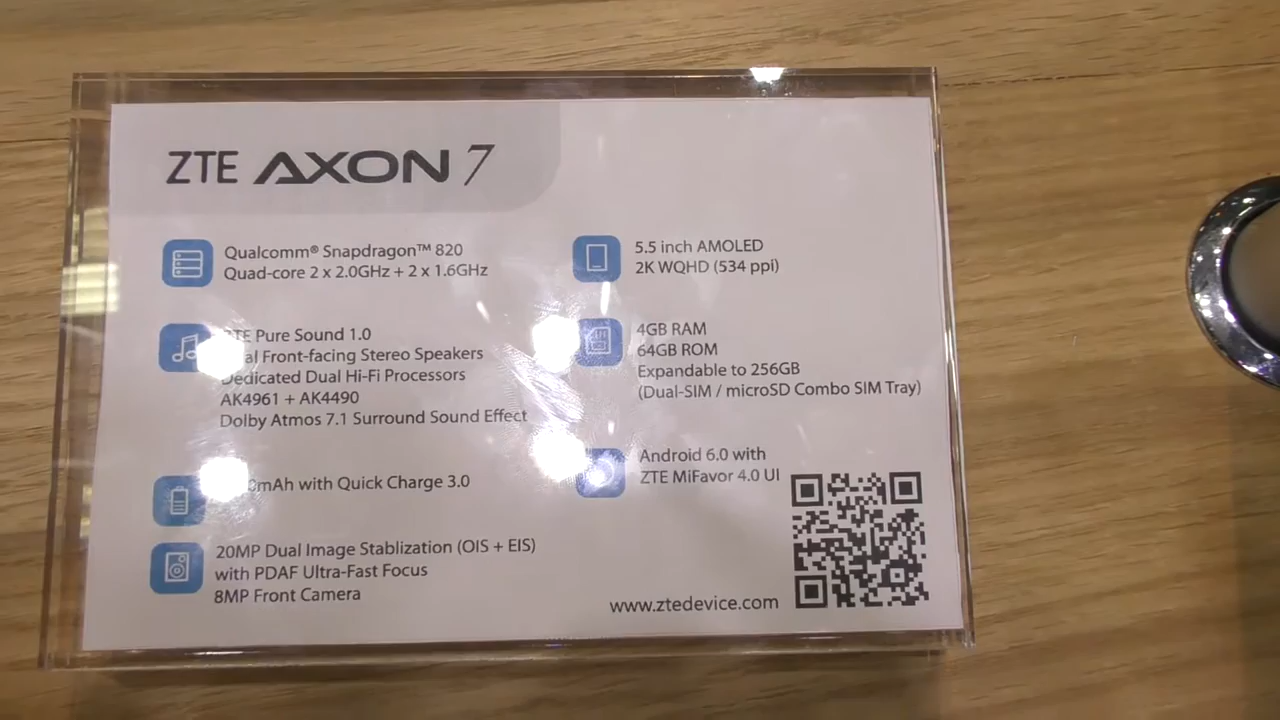 ZTE AXON 7
Qualcomm® Snapdragon™ 820
Quad-core 2 x 2.0GHz + 2 x 1.6GHz
Pure Sound 1.0
Front-facing Stereo Speakers
Dedicated Dual Hi-Fi Processors
AK4961 + AK4490
Dolby Atmos 7.1 Surround Sound Effect
with Quick Charge 3.0
20MP Dual Image Stablization (OIS + EIS)
with PDAF Ultra-Fast Focus
8MP Front Camera
5.5 inch AMOLED
2K WQHD (534 ppi)
4GB RAM
64GB ROM
Expandable to 256GB
(Dual-SIM / microSD Combo SIM Tray)
Android 6.0 with
ZTE MiFavor 4.0 UI
www.ztedevice.com